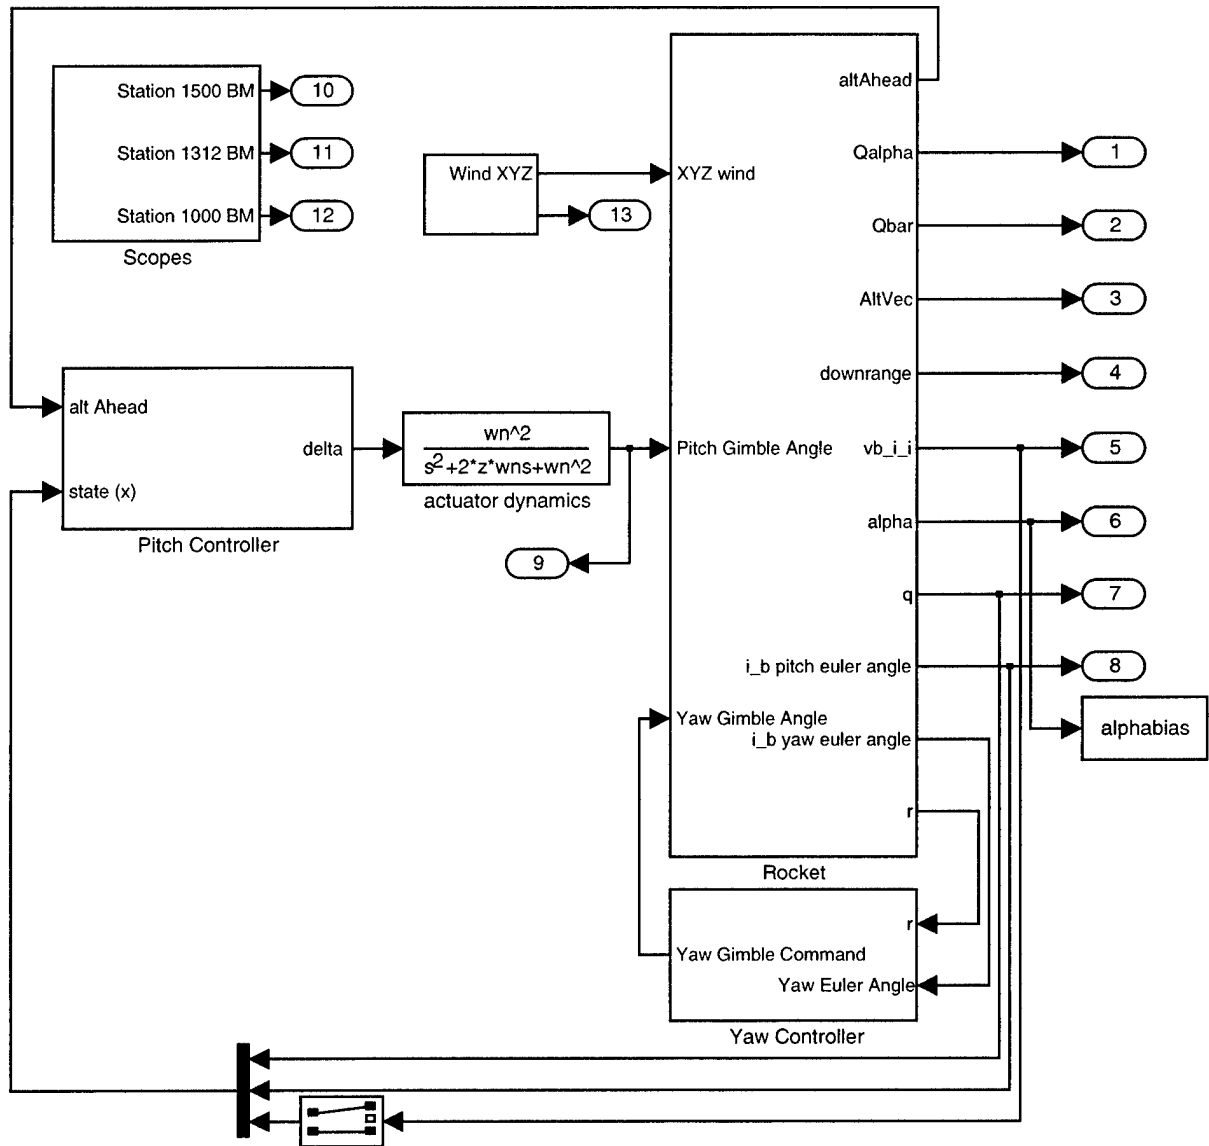 Station 1500 BM
10
Station 1312 BM
11
Station 1000 BM
12
Scopes
Wind XYZ
13
altAhead
Qalpha
1
XYZ wind
Qbar
2
AltVec
3
downrange
4
alt Ahead
delta
state (x)
Pitch Controller
wn^2
s^2+2*z*wns+wn^2
actuator dynamics
9
Pitch Gimble Angle
vb_i_i
5
alpha
6
q
7
i_b pitch euler angle
8
alphabias
Yaw Gimble Angle
i_b yaw euler angle
r
Rocket
r
Yaw Gimble Command
Yaw Euler Angle
Yaw Controller